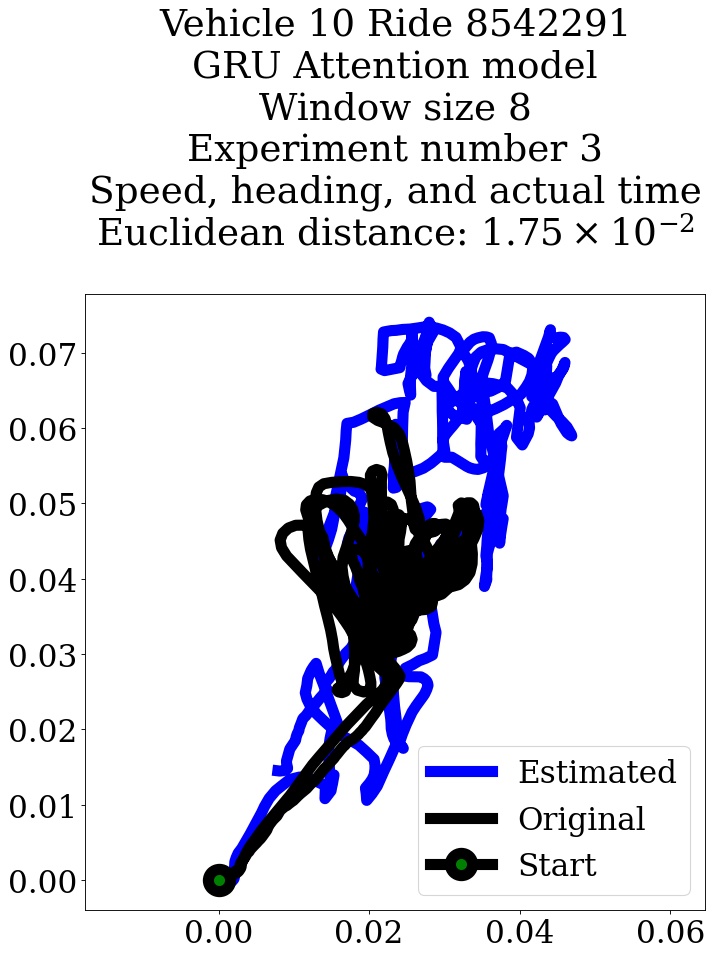 Vehicle 10 Ride 8542291
GRU Attention model
Window size 8
Experiment number 3
Speed, heading, and actual time
Euclidean distance: 1.75 × 10⁻²
0.07
0.06
0.05
0.04
0.03
0.02
0.01
0.00
Estimated
Original
Start
0.00 0.02 0.04 0.06